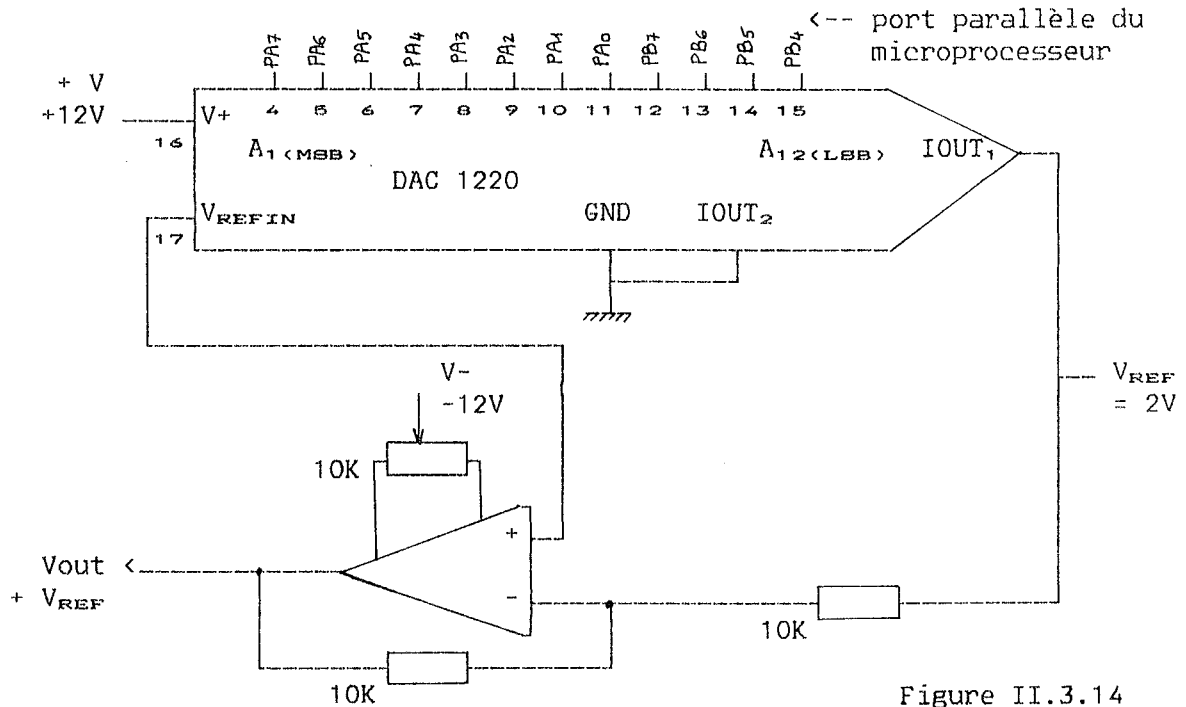 <-- port parallèle du
microprocesseur
PA7 PA6 PA5 PA4 PA3 PA2 PA1 PA0 PB7 PB6 PB5 PB4
+ V
+12V
V+
4 5 6 7 8 9 10 11 12 13 14 15
16
A1(MSB)
A12(LSB)
IOUT1
DAC 1220
VREFIN
GND
IOUT2
17
V-
-12V
VREF
= 2V
10K
+
Vout <
+ VREF
-
10K
10K
Figure II.3.14